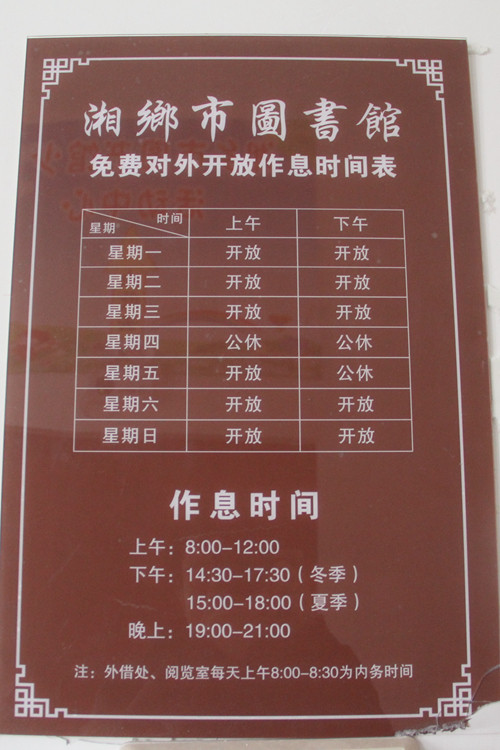 湘鄉市圖書館
免费对外开放作息时间表
星期 时间 上午 下午
星期一 开放 开放
星期二 开放 开放
星期三 开放 开放
星期四 公休 公休
星期五 开放 公休
星期六 开放 开放
星期日 开放 开放
作息时间
上午：8:00-12:00
下午：14:30-17:30（冬季）
15:00-18:00（夏季）
晚上：19:00-21:00
注：外借处、阅览室每天上午8:00-8:30为内务时间